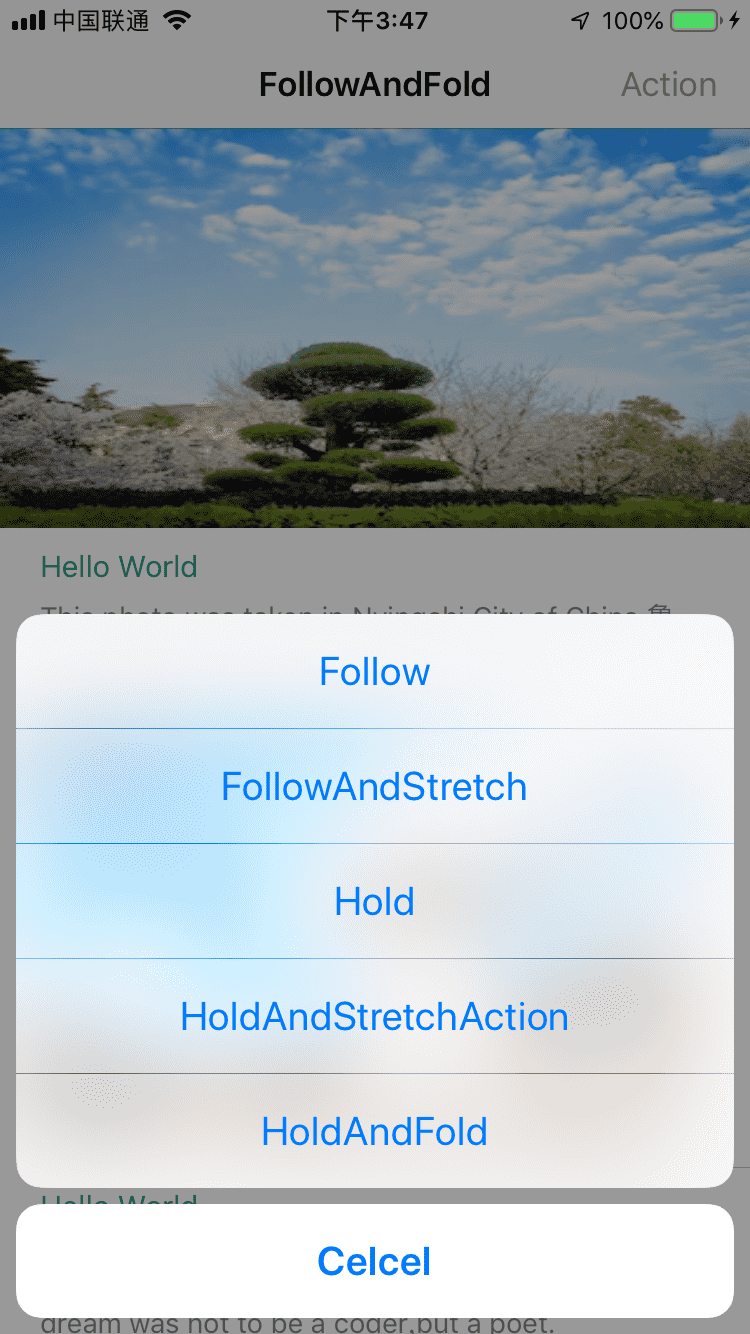 中国联通 下午3:47 100%
FollowAndFold Action
Hello World
This photo was taken in Nyingchi City of China 鲁
Follow
FollowAndStretch
Hold
HoldAndStretchAction
HoldAndFold
Hello World
Celcel
dream was not to be a coder,but a poet.